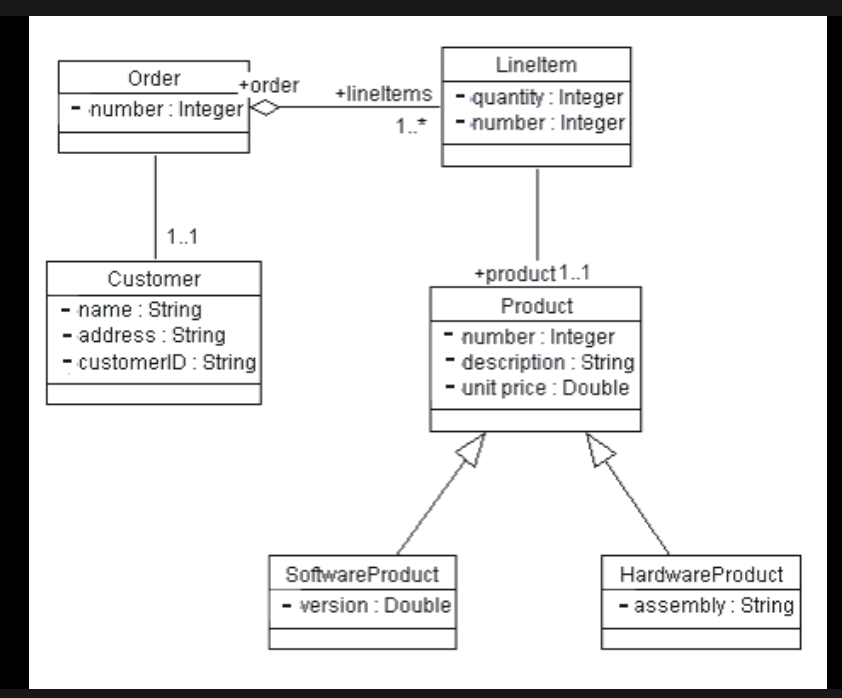 Order
- number : Integer
+order
+lineItems
1..*
LineItem
- quantity : Integer
- number : Integer
1..1
Customer
- name : String
- address : String
- customerID : String
+product 1..1
Product
- number : Integer
- description : String
- unit price : Double
SoftwareProduct
- version : Double
HardwareProduct
- assembly : String